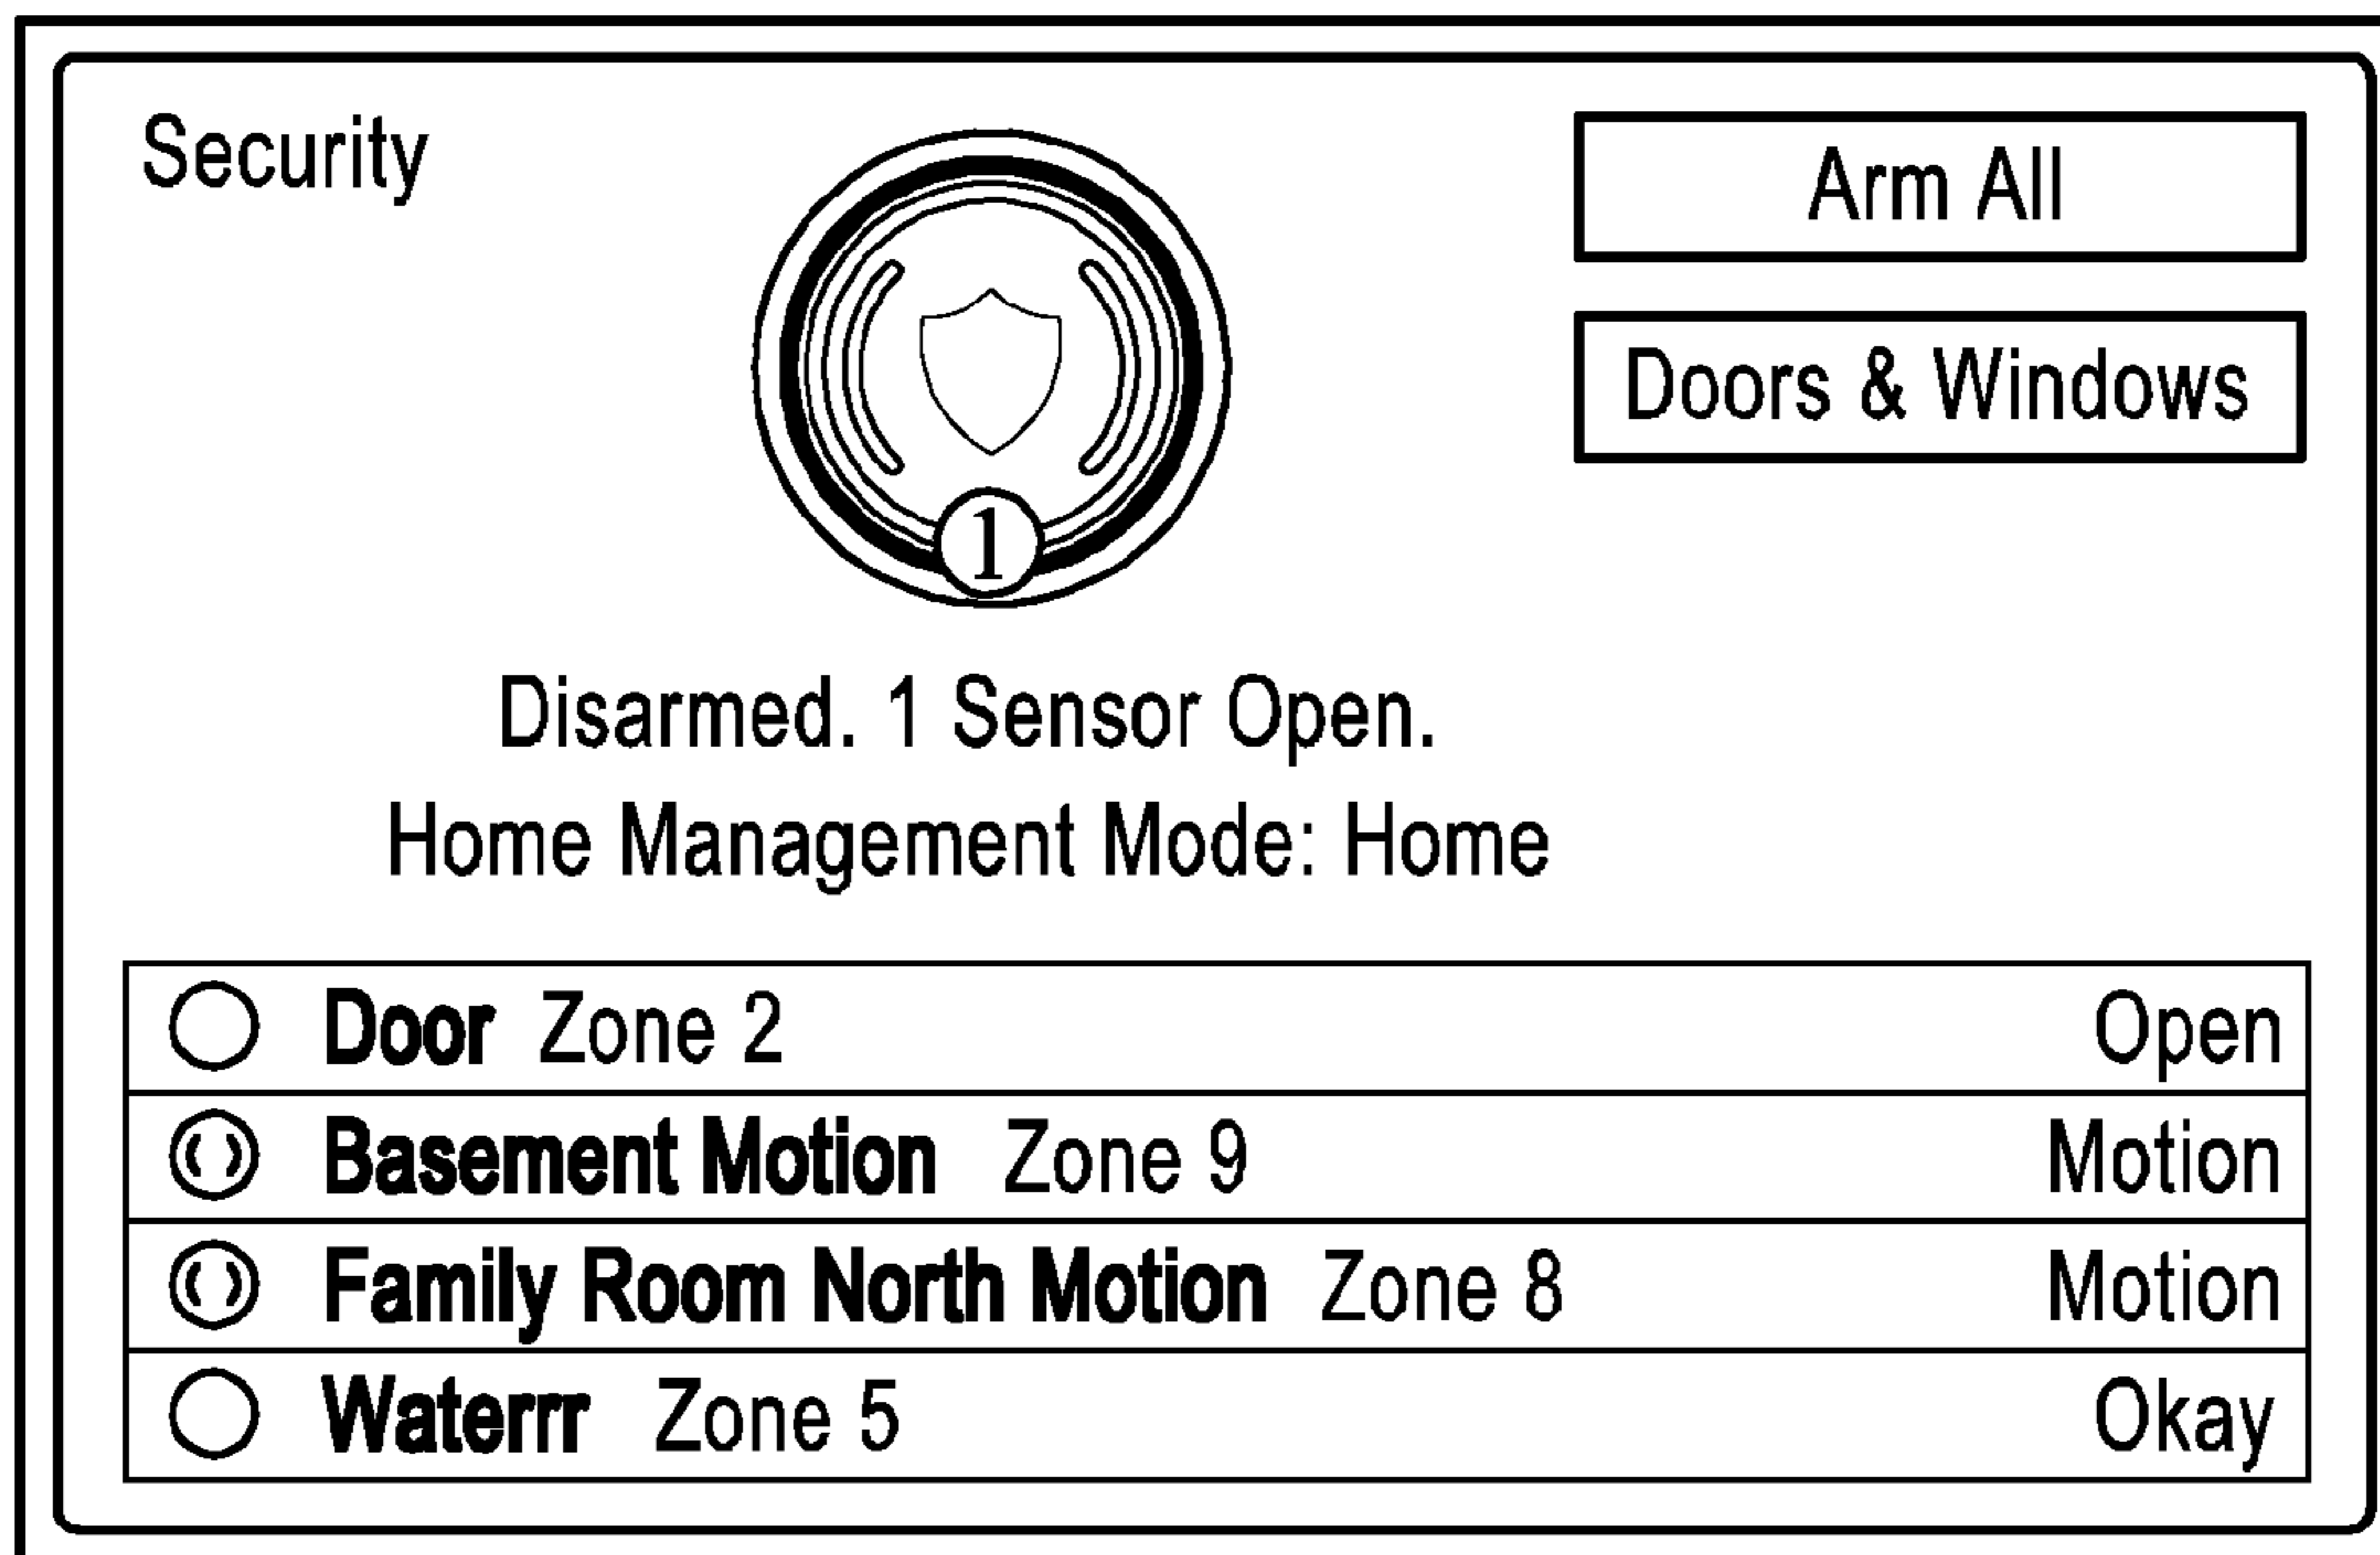 Security
Arm All
Doors & Windows
1
Disarmed. 1 Sensor Open.
Home Management Mode: Home
Door Zone 2 Open
Basement Motion Zone 9 Motion
Family Room North Motion Zone 8 Motion
Waterrr Zone 5 Okay